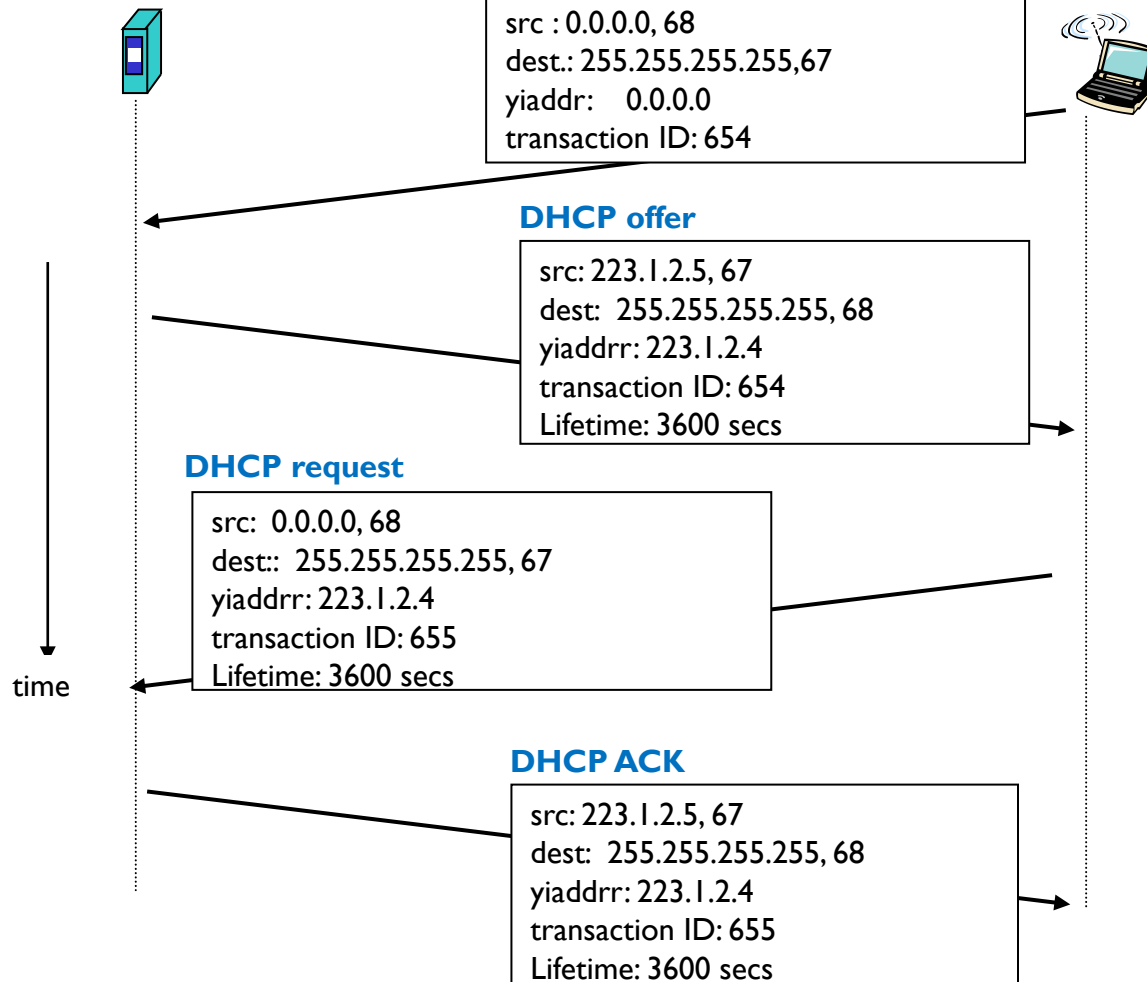 src : 0.0.0.0, 68
dest.: 255.255.255.255,67
yiaddr: 0.0.0.0
transaction ID: 654
DHCP offer
src: 223.1.2.5, 67
dest: 255.255.255.255, 68
yiaddrr: 223.1.2.4
transaction ID: 654
Lifetime: 3600 secs
DHCP request
src: 0.0.0.0, 68
dest:: 255.255.255.255, 67
yiaddrr: 223.1.2.4
transaction ID: 655
Lifetime: 3600 secs
time
DHCP ACK
src: 223.1.2.5, 67
dest: 255.255.255.255, 68
yiaddrr: 223.1.2.4
transaction ID: 655
Lifetime: 3600 secs